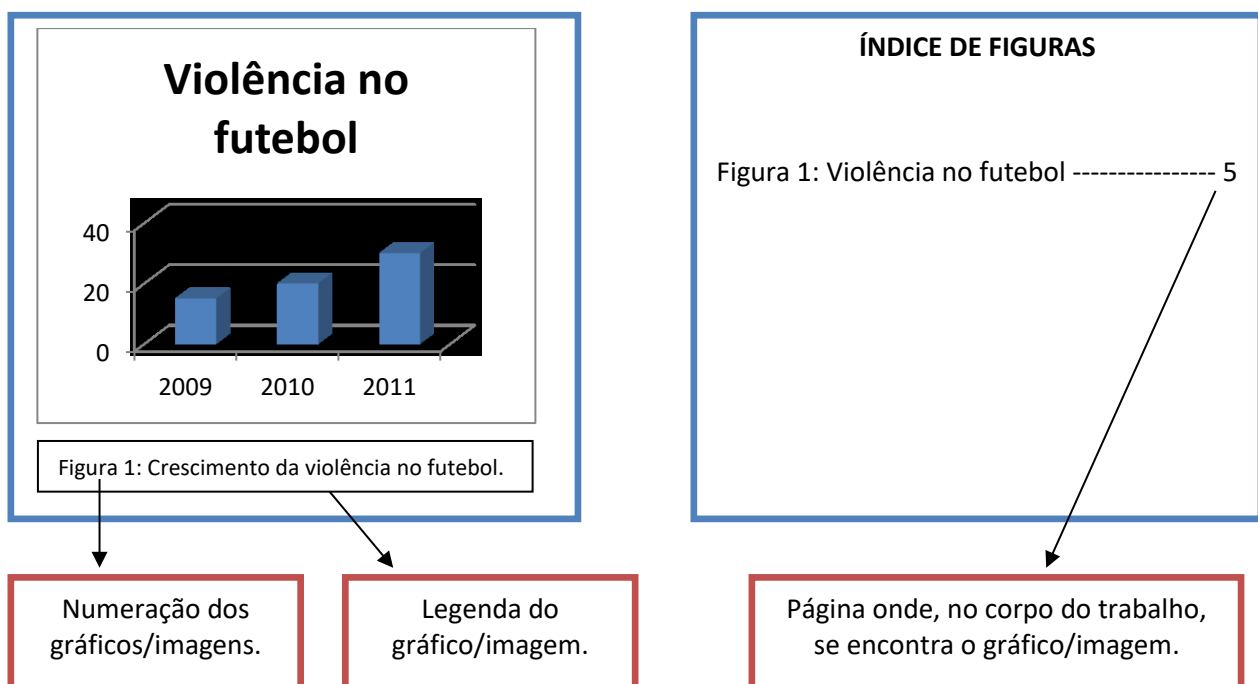 Violência no
futebol
40
20
0
2009 2010 2011
Figura 1: Crescimento da violência no futebol.
ÍNDICE DE FIGURAS
Figura 1: Violência no futebol ---------------- 5
Numeração dos
gráficos/imagens.
Legenda do
gráfico/imagem.
Página onde, no corpo do trabalho,
se encontra o gráfico/imagem.